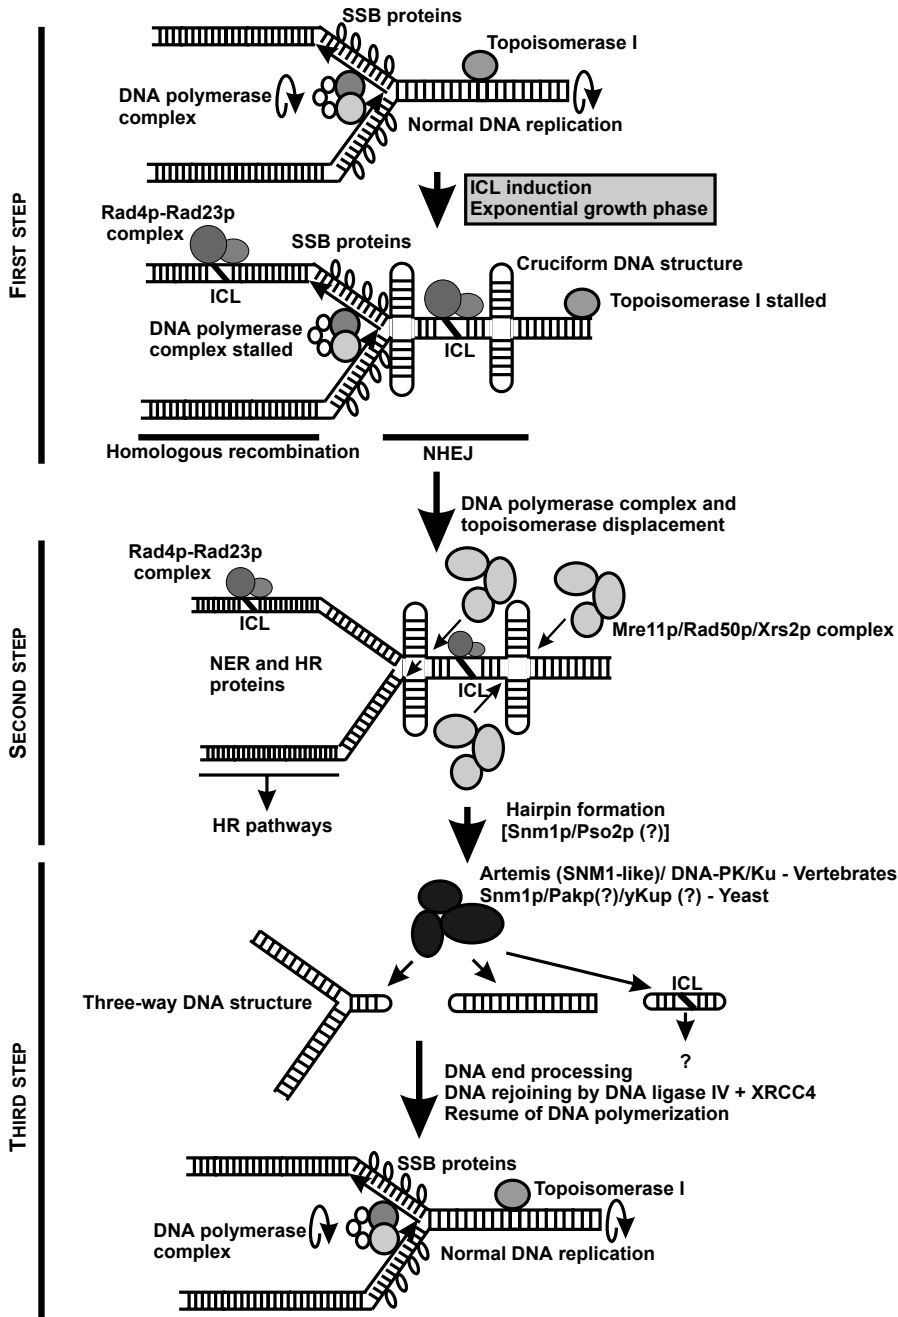 SSB proteins
Topoisomerase I
DNA polymerase
complex
Normal DNA replication
ICL induction
Exponential growth phase
FIRST STEP
Rad4p-Rad23p
complex
SSB proteins
Cruciform DNA structure
ICL
Topoisomerase I stalled
DNA polymerase
complex stalled
ICL
Homologous recombination
NHEJ
DNA polymerase complex and
topoisomerase displacement
SECOND STEP
Rad4p-Rad23p
complex
ICL
Mre11p/Rad50p/Xrs2p complex
NER and HR
proteins
ICL
HR pathways
Hairpin formation
[Snm1p/Pso2p (?)]
THIRD STEP
Artemis (SNM1-like)/ DNA-PK/Ku - Vertebrates
Snm1p/Pakp(?)/yKup (?) - Yeast
Three-way DNA structure
ICL
?
DNA end processing
DNA rejoining by DNA ligase IV + XRCC4
Resume of DNA polymerization
SSB proteins
Topoisomerase I
DNA polymerase
complex
Normal DNA replication